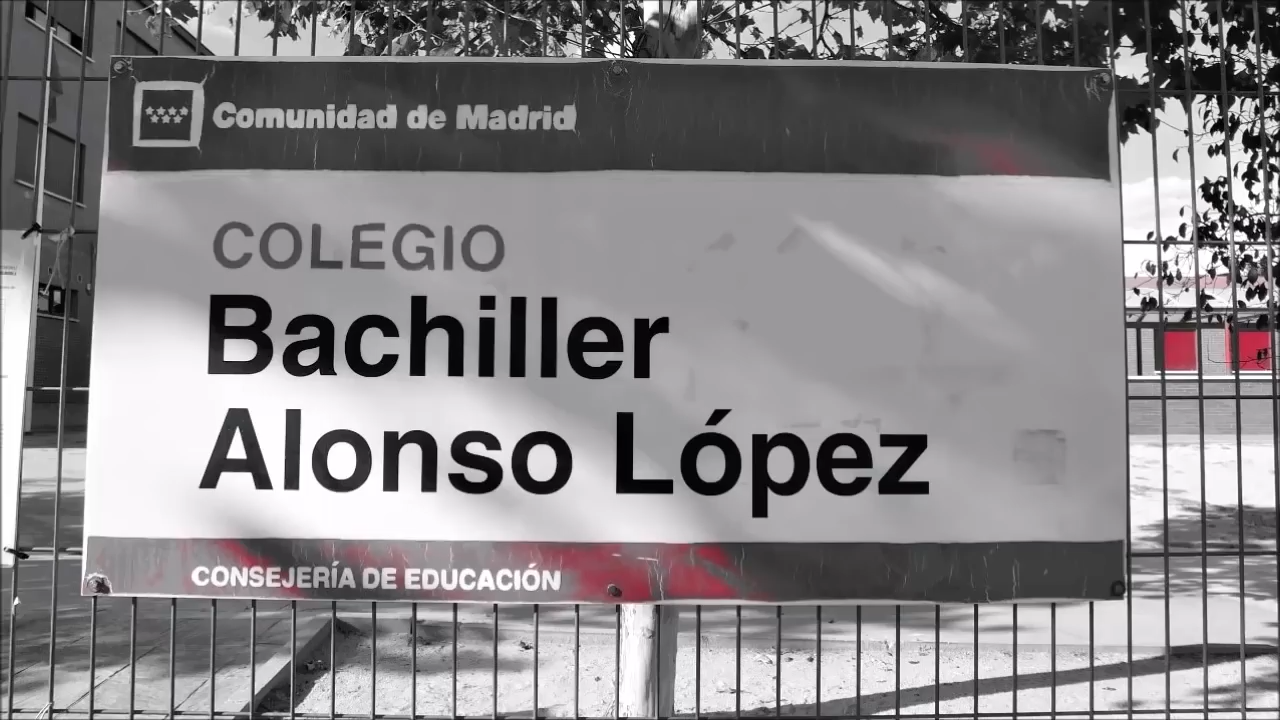 Comunidad de Madrid
COLEGIO
Bachiller
Alonso López
CONSEJERÍA DE EDUCACIÓN